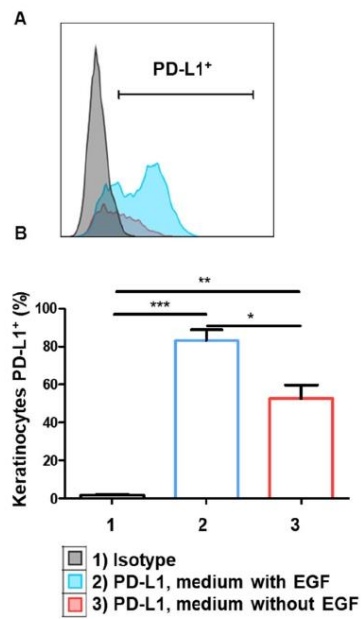 A
PD-L1⁺
B
**
***
*
Keratinocytes PD-L1⁺ (%)
100
80
60
40
20
0
1 2 3
1) Isotype
2) PD-L1, medium with EGF
3) PD-L1, medium without EGF